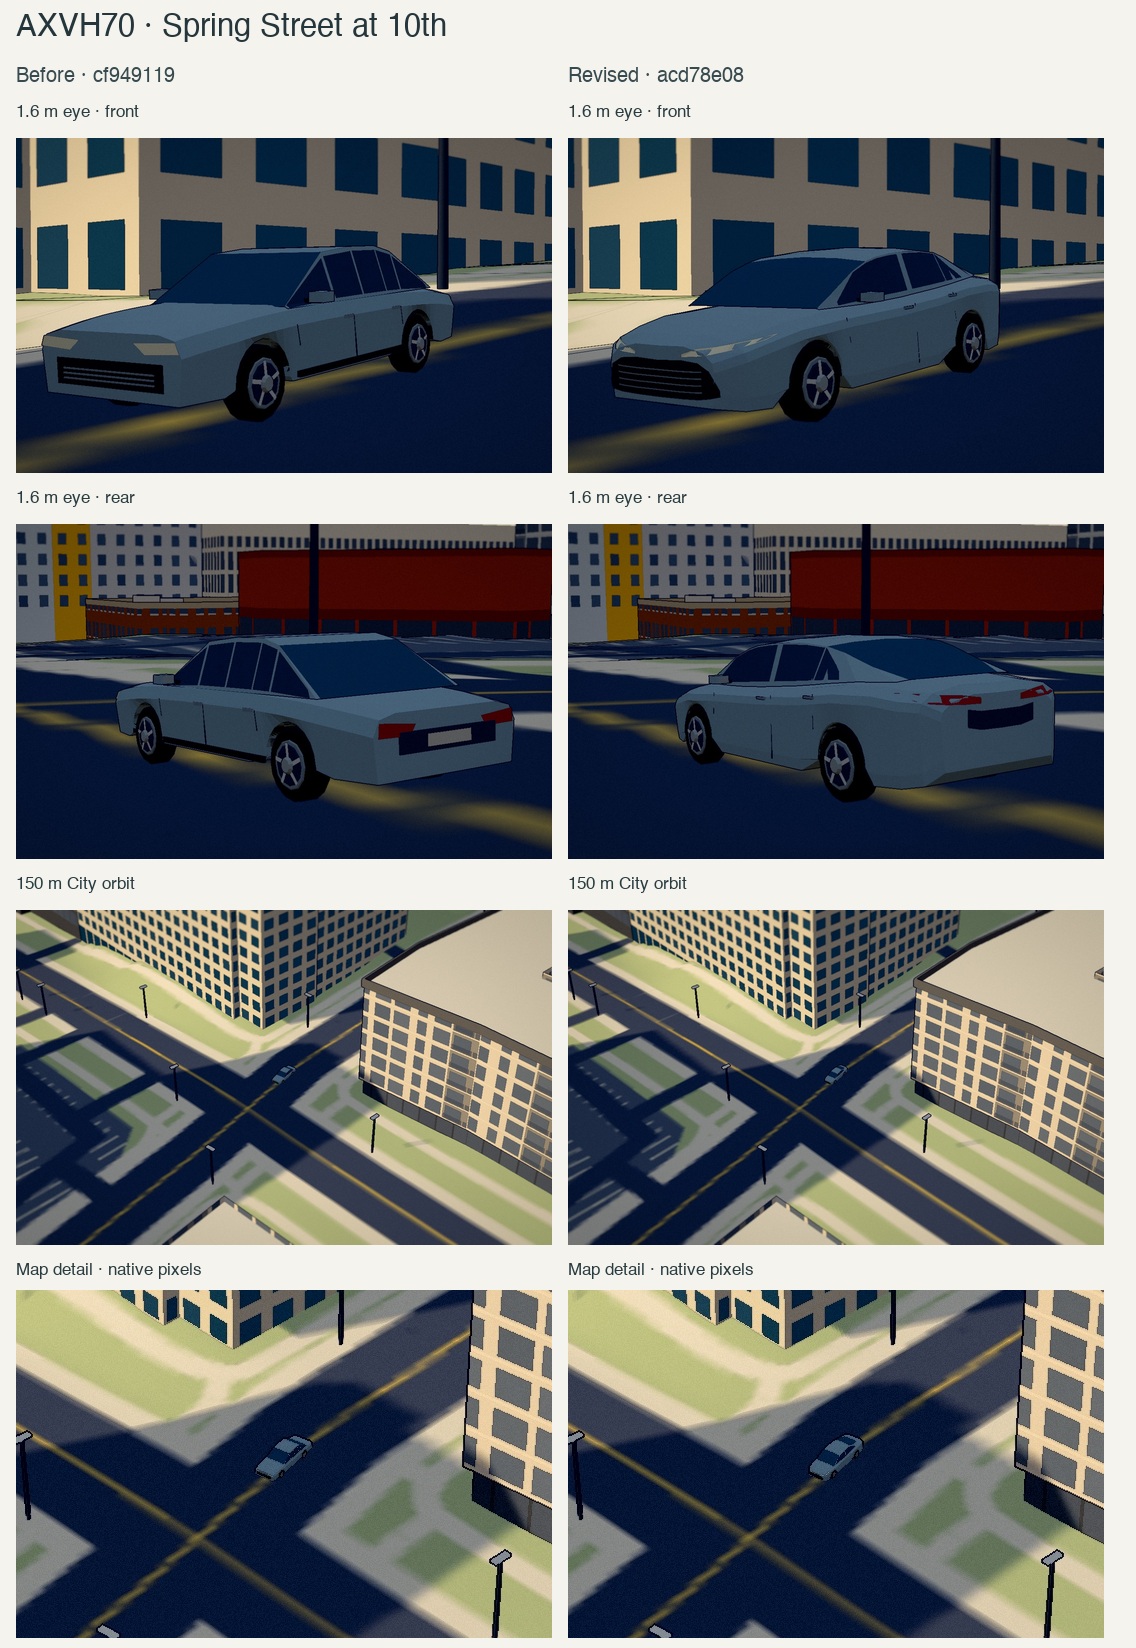 AXVH70 · Spring Street at 10th
Before · cf949119
Revised · acd78e08
1.6 m eye · front
1.6 m eye · front
1.6 m eye · rear
1.6 m eye · rear
150 m City orbit
150 m City orbit
Map detail · native pixels
Map detail · native pixels